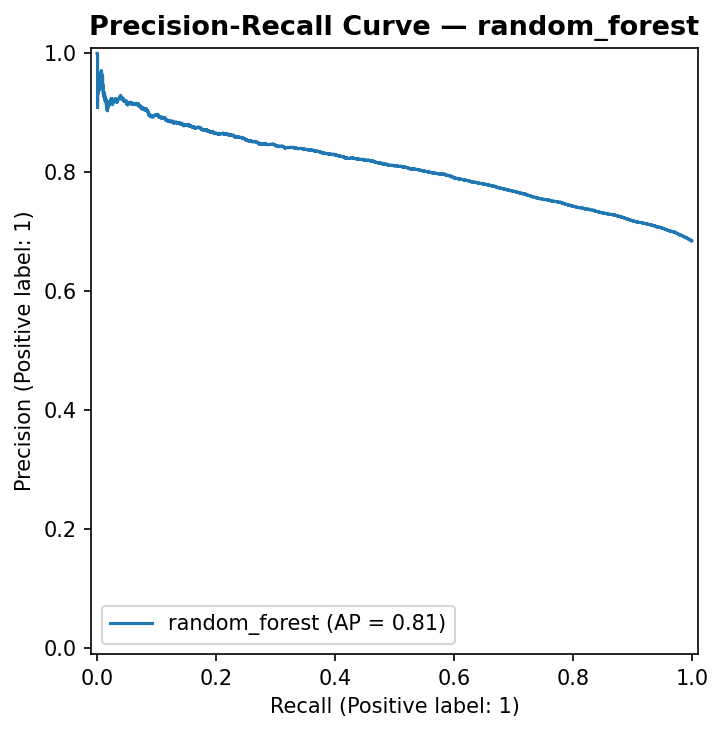 Precision-Recall Curve — random_forest
1.0
0.8
0.6
0.4
0.2
0.0
Precision (Positive label: 1)
random_forest (AP = 0.81)
0.0 0.2 0.4 0.6 0.8 1.0
Recall (Positive label: 1)